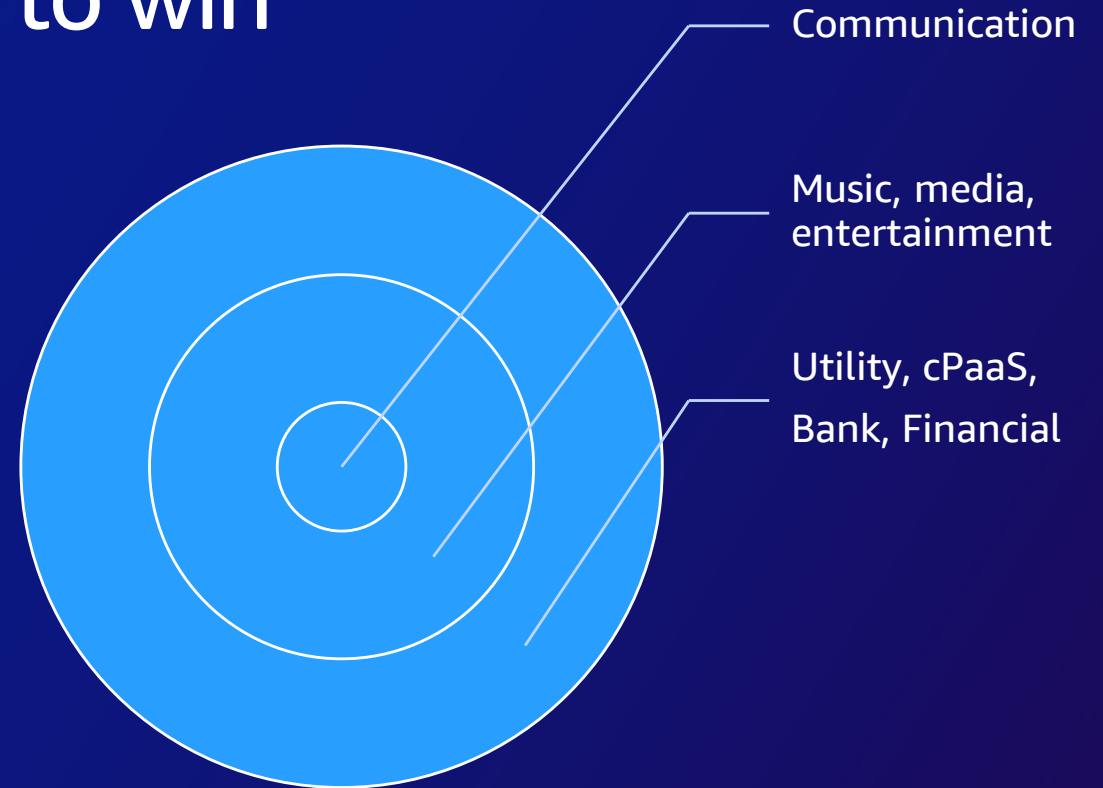 to win
Communication
Music, media,
entertainment
Utility, cPaaS,
Bank, Financial